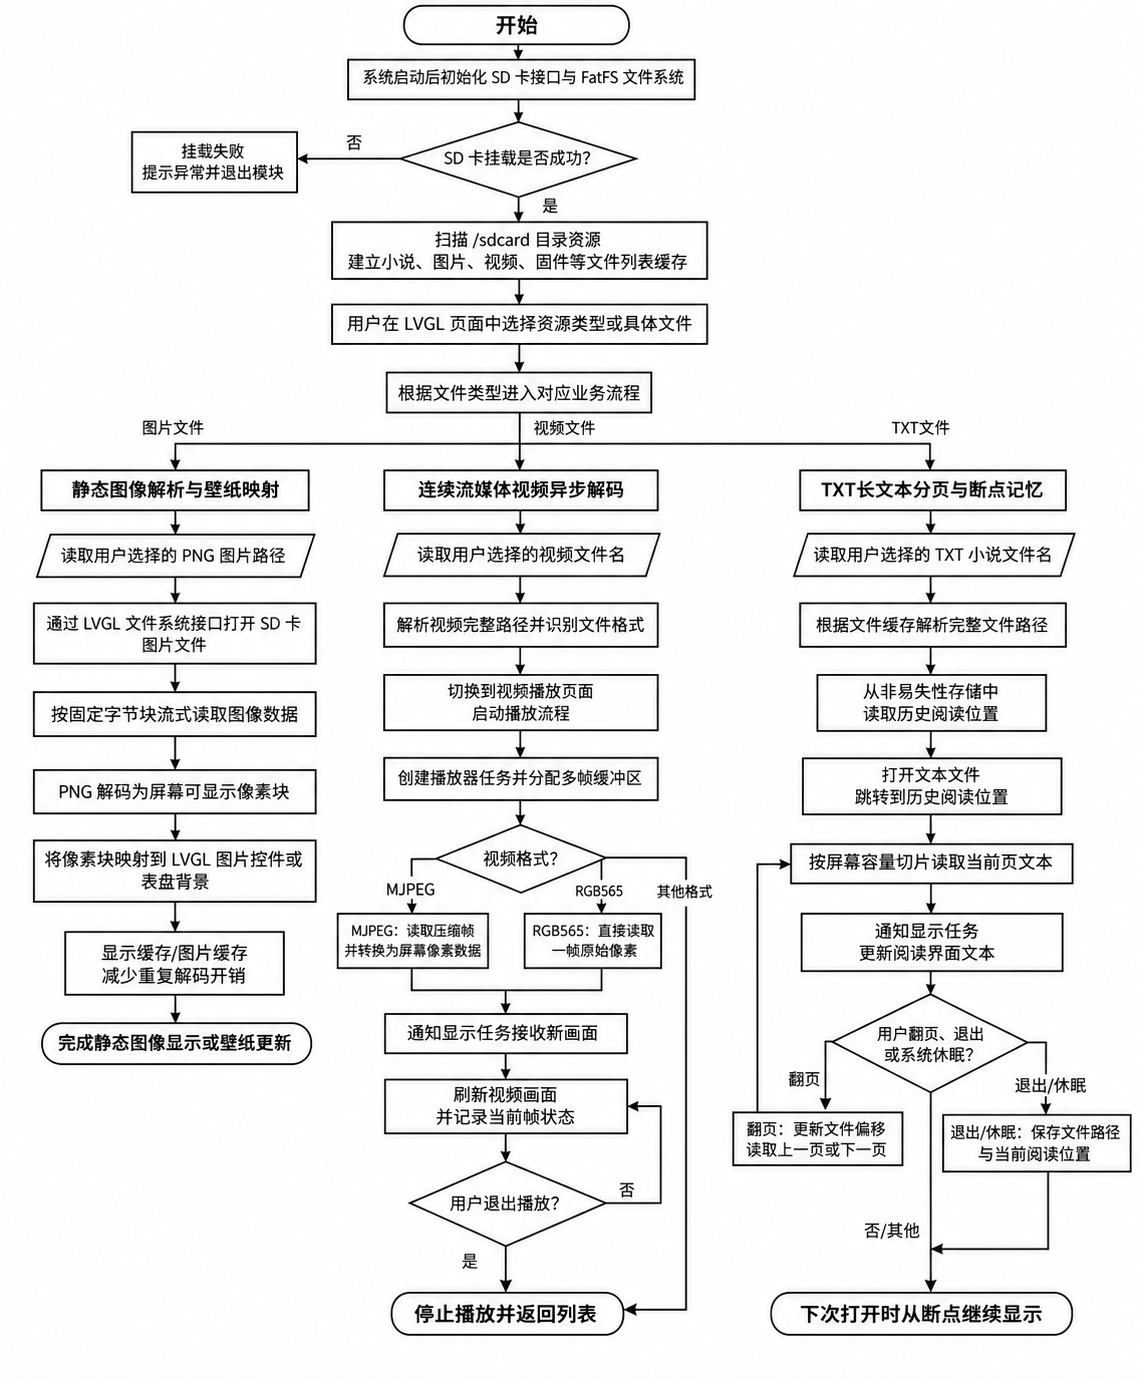 开始
系统启动后初始化 SD 卡接口与 FatFS 文件系统
SD 卡挂载是否成功?
否
挂载失败
提示异常并退出模块
是
扫描 /sdcard 目录资源
建立小说、图片、视频、固件等文件列表缓存
用户在 LVGL 页面中选择资源类型或具体文件
根据文件类型进入对应业务流程
图片文件
视频文件
TXT文件
静态图像解析与壁纸映射
读取用户选择的 PNG 图片路径
通过 LVGL 文件系统接口打开 SD 卡
图片文件
按固定字节块流式读取图像数据
PNG 解码为屏幕可显示像素块
将像素块映射到 LVGL 图片控件或
表盘背景
显示缓存/图片缓存
减少重复解码开销
完成静态图像显示或壁纸更新
连续流媒体视频异步解码
读取用户选择的视频文件名
解析视频完整路径并识别文件格式
切换到视频播放页面
启动播放流程
创建播放器任务并分配多帧缓冲区
视频格式?
MJPEG
RGB565
其他格式
MJPEG：读取压缩帧
并转换为屏幕像素数据
RGB565：直接读取
一帧原始像素
通知显示任务接收新画面
刷新视频画面
并记录当前帧状态
用户退出播放?
否
是
停止播放并返回列表
TXT长文本分页与断点记忆
读取用户选择的 TXT 小说文件名
根据文件缓存解析完整文件路径
从非易失性存储中
读取历史阅读位置
打开文本文件
跳转到历史阅读位置
按屏幕容量切片读取当前页文本
通知显示任务
更新阅读界面文本
用户翻页、退出
或系统休眠?
翻页
退出/休眠
翻页：更新文件偏移
读取上一页或下一页
退出/休眠：保存文件路径
与当前阅读位置
否/其他
下次打开时从断点继续显示